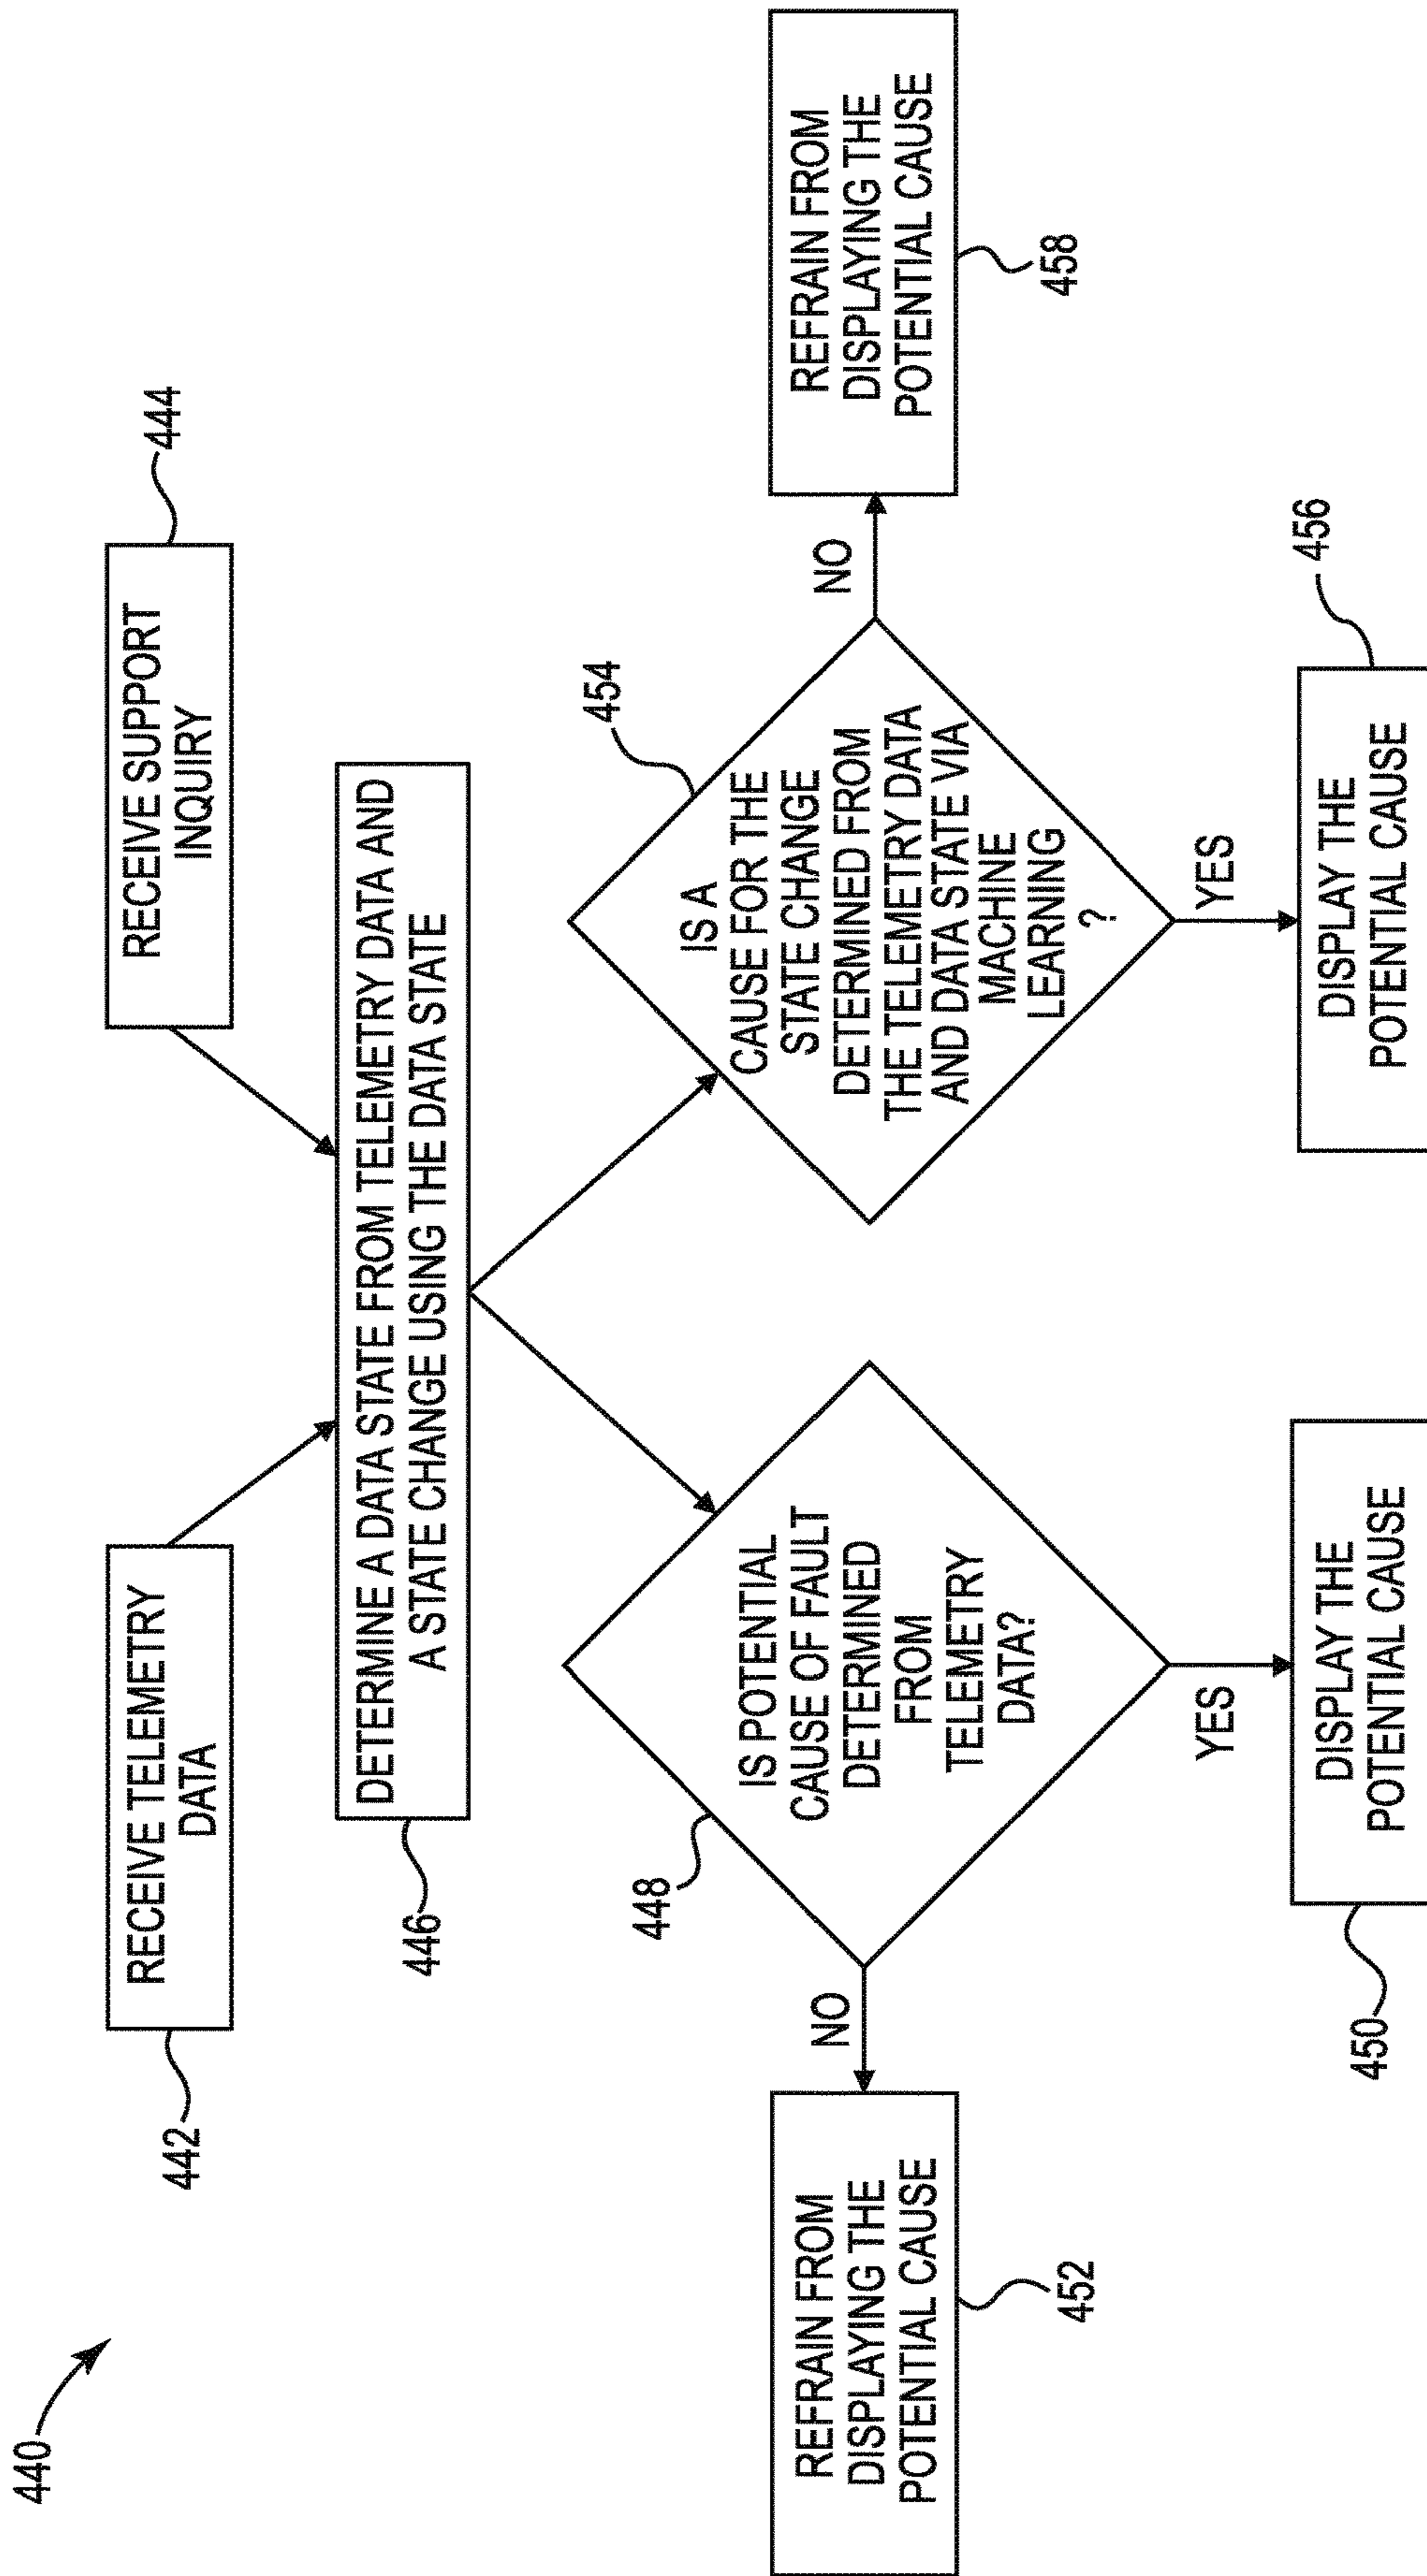 440
442
RECEIVE TELEMETRY
DATA
RECEIVE SUPPORT
INQUIRY
444
446
DETERMINE A DATA STATE FROM TELEMETRY DATA AND
A STATE CHANGE USING THE DATA STATE
448
IS POTENTIAL
CAUSE OF FAULT
DETERMINED
FROM
TELEMETRY
DATA?
NO
REFRAIN FROM
DISPLAYING THE
POTENTIAL CAUSE
452
YES
DISPLAY THE
POTENTIAL CAUSE
450
454
IS A
CAUSE FOR THE
STATE CHANGE
DETERMINED FROM
THE TELEMETRY DATA
AND DATA STATE VIA
MACHINE
LEARNING
?
NO
REFRAIN FROM
DISPLAYING THE
POTENTIAL CAUSE
458
YES
DISPLAY THE
POTENTIAL CAUSE
456